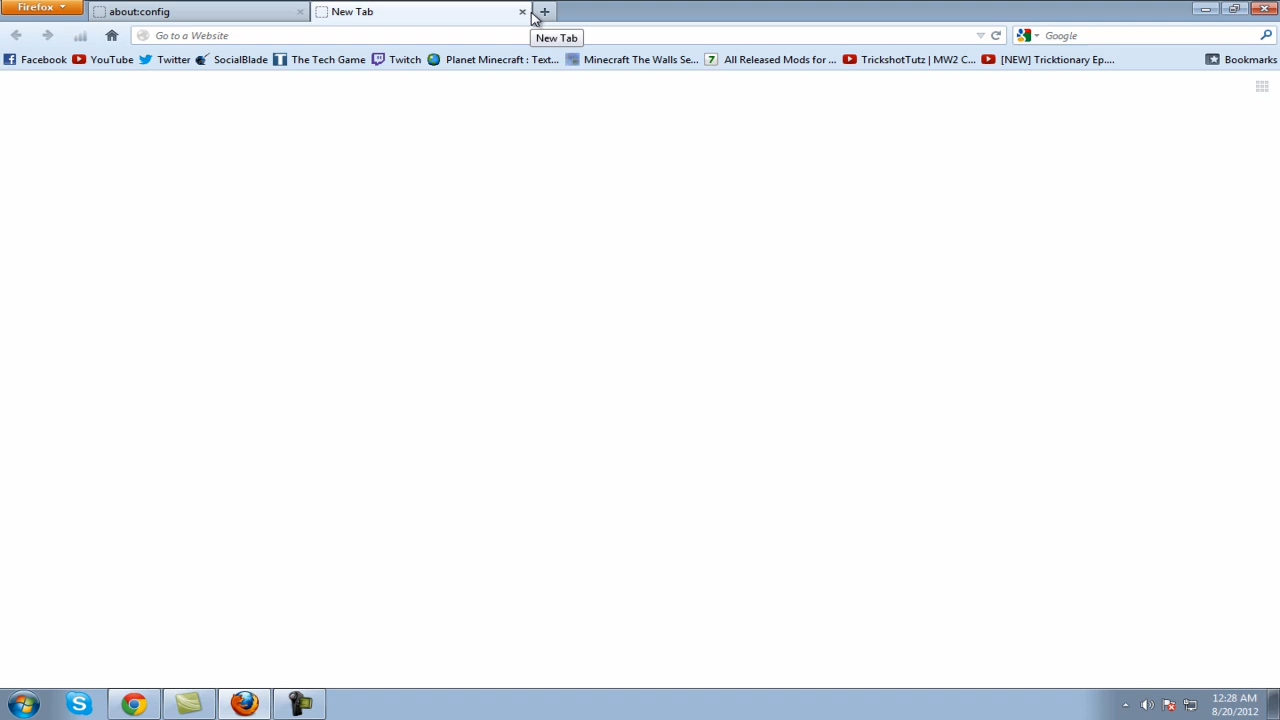 Firefox
about:config
New Tab
Go to a Website
New Tab
Google
Facebook YouTube Twitter SocialBlade The Tech Game Twitch Planet Minecraft : Text... Minecraft The Walls Se... 7 All Released Mods for ... TrickshotTutz | MW2 C... [NEW] Tricktionary Ep.... Bookmarks
12:28 AM
8/20/2012